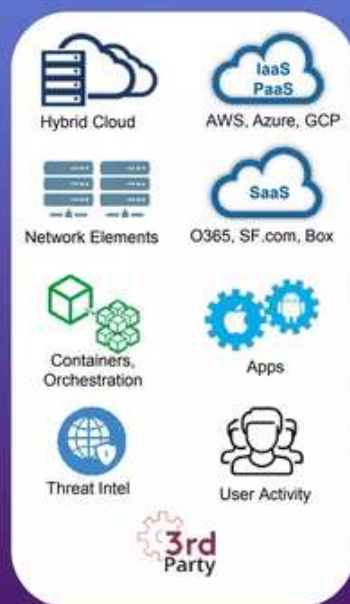 IaaS
PaaS
Hybrid Cloud
AWS, Azure, GCP
SaaS
Network Elements
O365, SF.com, Box
Containers,
Orchestration
Apps
Threat Intel
User Activity
3rd
Party